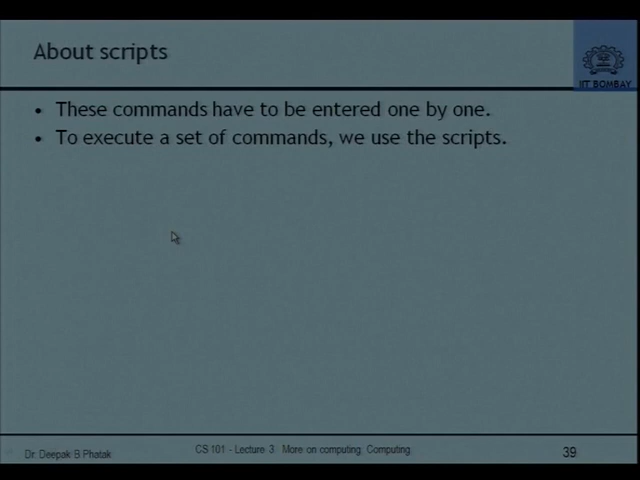 About scripts
IIT BOMBAY
• These commands have to be entered one by one.
• To execute a set of commands, we use the scripts.
Dr. Deepak B Phatak
CS 101 - Lecture 3. More on computing. Computing.
39